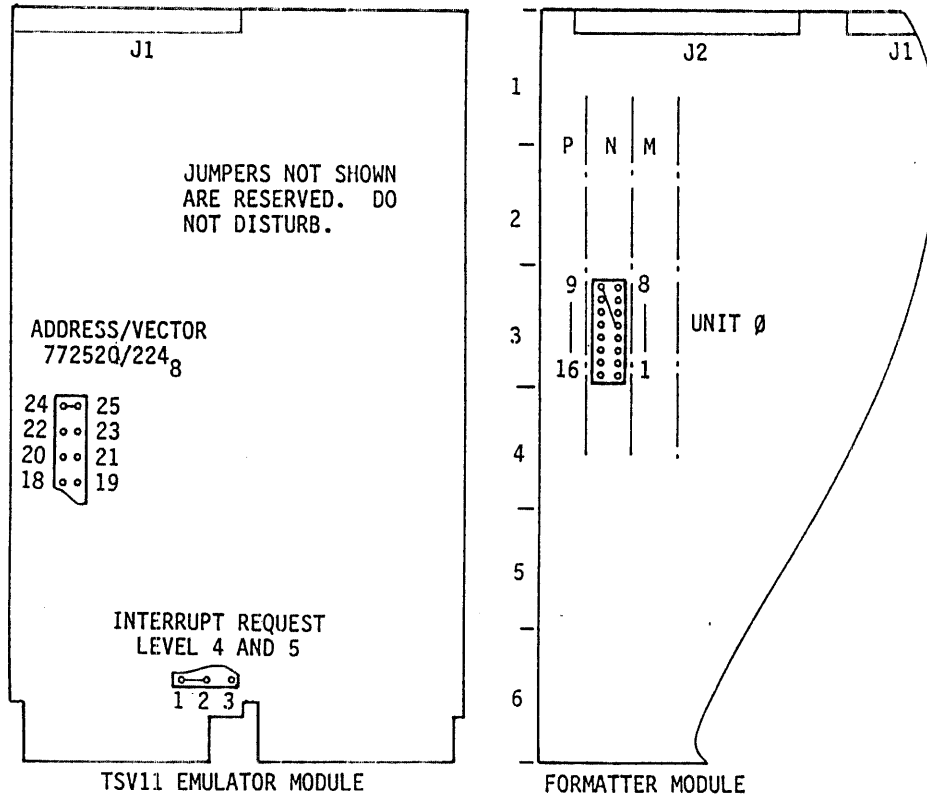 J1
JUMPERS NOT SHOWN
ARE RESERVED. DO
NOT DISTURB.
ADDRESS/VECTOR
772520/224 8
24 25
22 23
20 21
18 19
INTERRUPT REQUEST
LEVEL 4 AND 5
1 2 3
TSV11 EMULATOR MODULE
J2 J1
1
P N M
2
9 8
3
UNIT Ø
16 1
4
5
6
FORMATTER MODULE